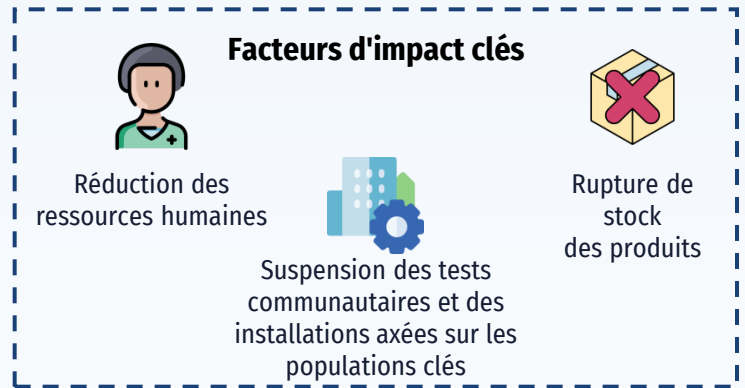 Facteurs d'impact clés
Réduction des
ressources humaines
Suspension des tests
communautaires et des
installations axées sur les
populations clés
Rupture de
stock
des produits